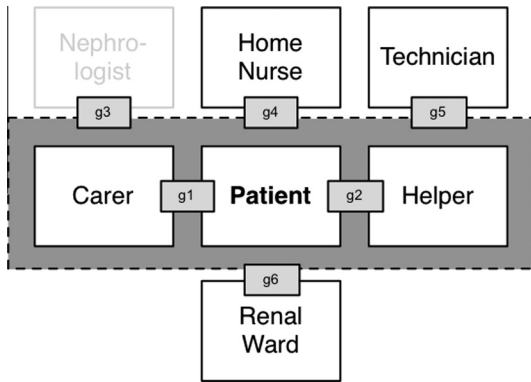 Nephro-
logist
Home
Nurse
Technician
g3
g4
g5
Carer
g1
Patient
g2
Helper
g6
Renal
Ward